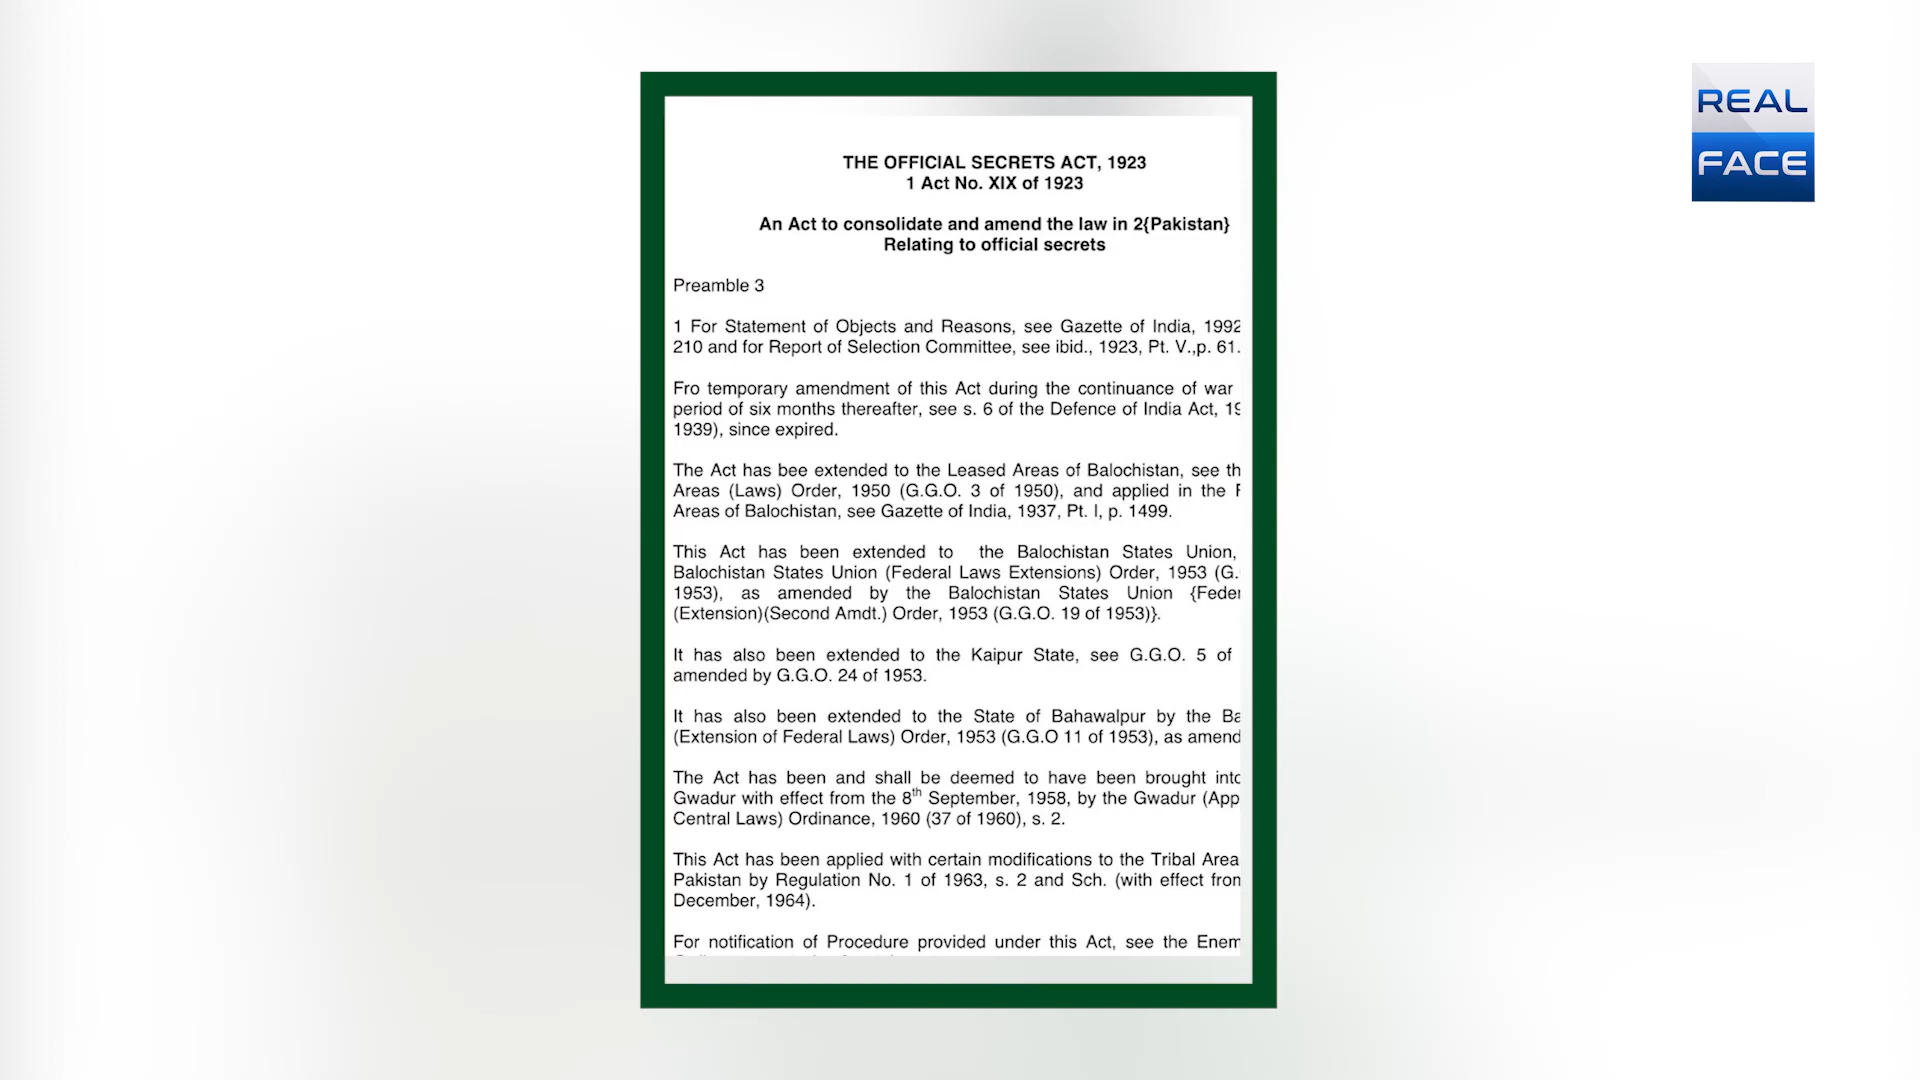 REAL
FACE
THE OFFICIAL SECRETS ACT, 1923
1 Act No. XIX of 1923
An Act to consolidate and amend the law in 2{Pakistan}
Relating to official secrets
Preamble 3
1 For Statement of Objects and Reasons, see Gazette of India, 1992
210 and for Report of Selection Committee, see ibid., 1923, Pt. V.,p. 61.
Fro temporary amendment of this Act during the continuance of war
period of six months thereafter, see s. 6 of the Defence of India Act, 19
1939), since expired.
The Act has bee extended to the Leased Areas of Balochistan, see th
Areas (Laws) Order, 1950 (G.G.O. 3 of 1950), and applied in the
Areas of Balochistan, see Gazette of India, 1937, Pt. I, p. 1499.
This Act has been extended to the Balochistan States Union,
Balochistan States Union (Federal Laws Extensions) Order, 1953 (G.
1953), as amended by the Balochistan States Union {Feder
(Extension)(Second Amdt.) Order, 1953 (G.G.O. 19 of 1953)}.
It has also been extended to the Kaipur State, see G.G.O. 5 of
amended by G.G.O. 24 of 1953.
It has also been extended to the State of Bahawalpur by the Ba
(Extension of Federal Laws) Order, 1953 (G.G.O 11 of 1953), as amend
The Act has been and shall be deemed to have been brought into
Gwadur with effect from the 8th September, 1958, by the Gwadur (App
Central Laws) Ordinance, 1960 (37 of 1960), s. 2.
This Act has been applied with certain modifications to the Tribal Area
Pakistan by Regulation No. 1 of 1963, s. 2 and Sch. (with effect from
December, 1964).
For notification of Procedure provided under this Act, see the Enem